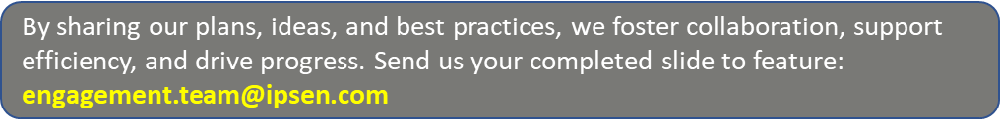 By sharing our plans, ideas, and best practices, we foster collaboration, support
efficiency, and drive progress. Send us your completed slide to feature:
engagement.team@ipsen.com